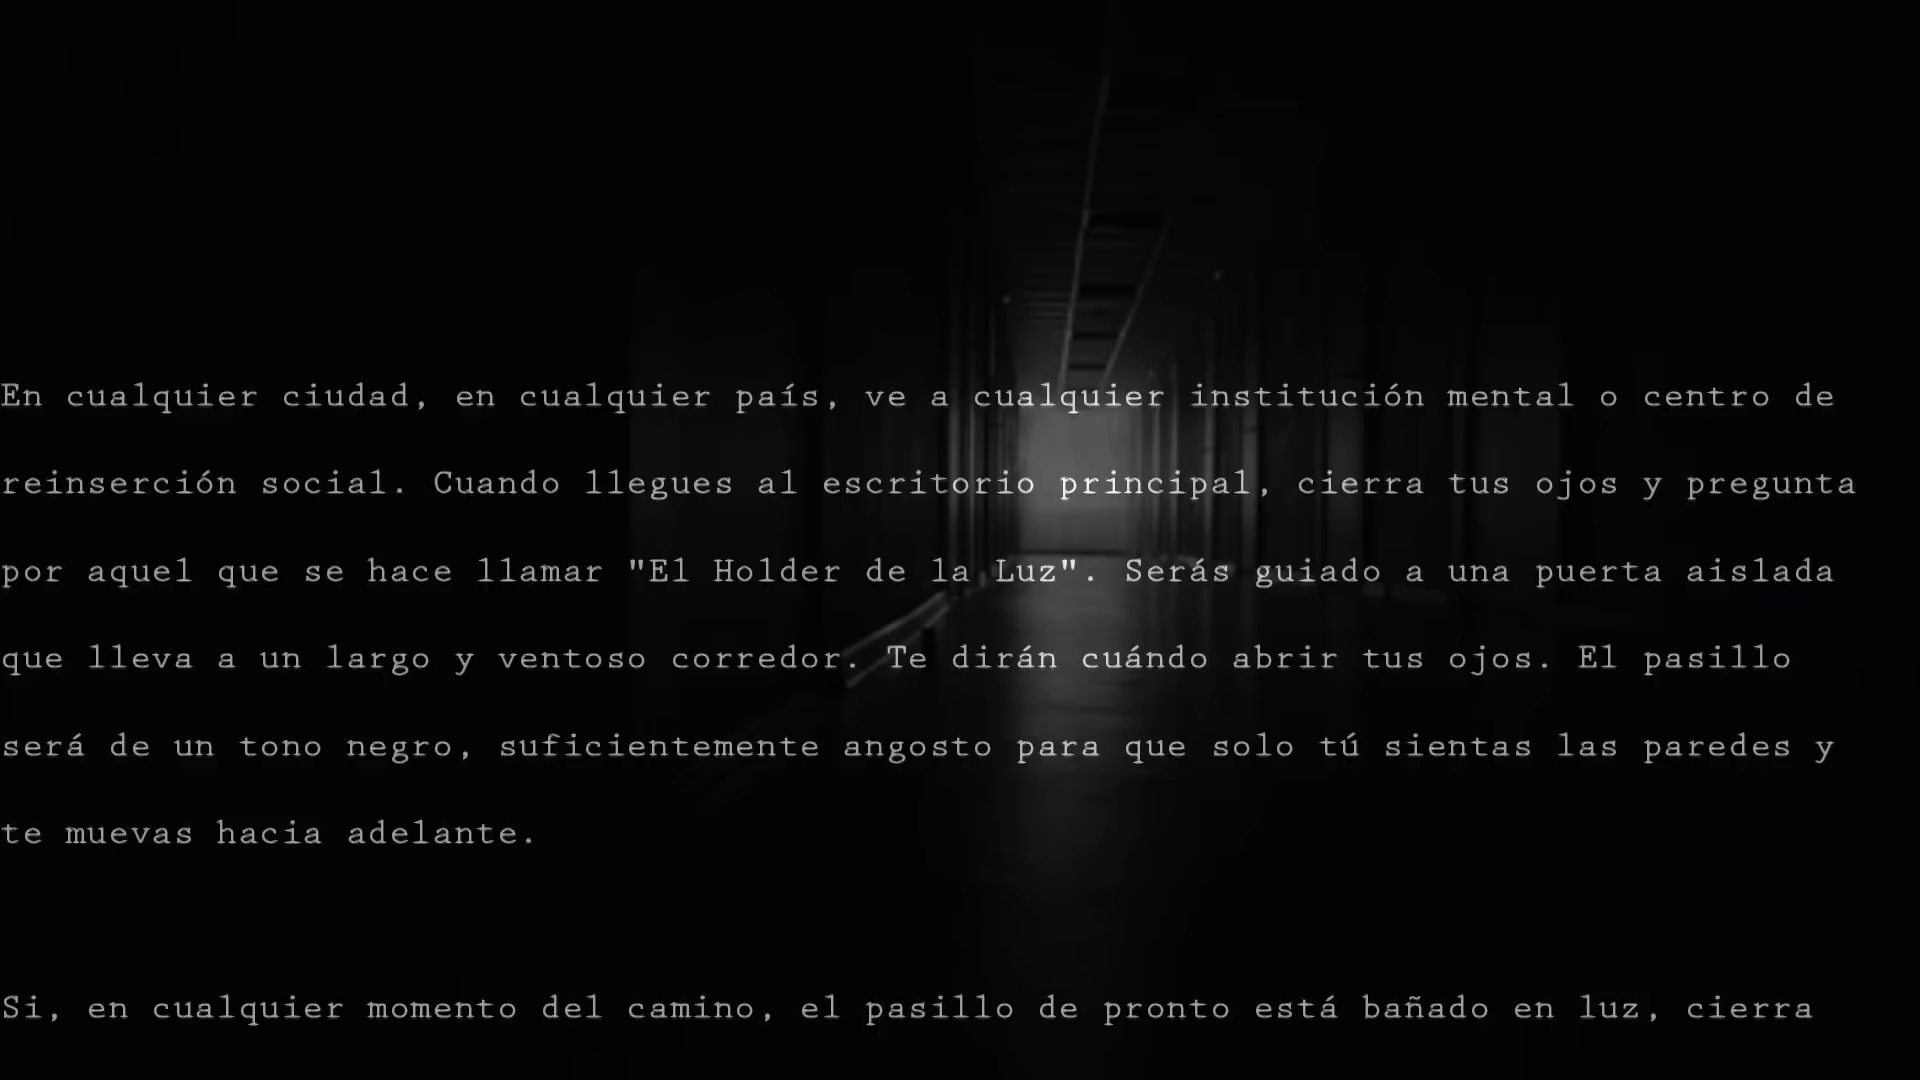 En cualquier ciudad, en cualquier país, ve a cualquier institución mental o centro de
reinserción social. Cuando llegues al escritorio principal, cierra tus ojos y pregunta
por aquel que se hace llamar "El Holder de la Luz". Serás guiado a una puerta aislada
que lleva a un largo y ventoso corredor. Te dirán cuándo abrir tus ojos. El pasillo
será de un tono negro, suficientemente angosto para que solo tú sientas las paredes y
te muevas hacia adelante.
Si, en cualquier momento del camino, el pasillo de pronto está bañado en luz, cierra